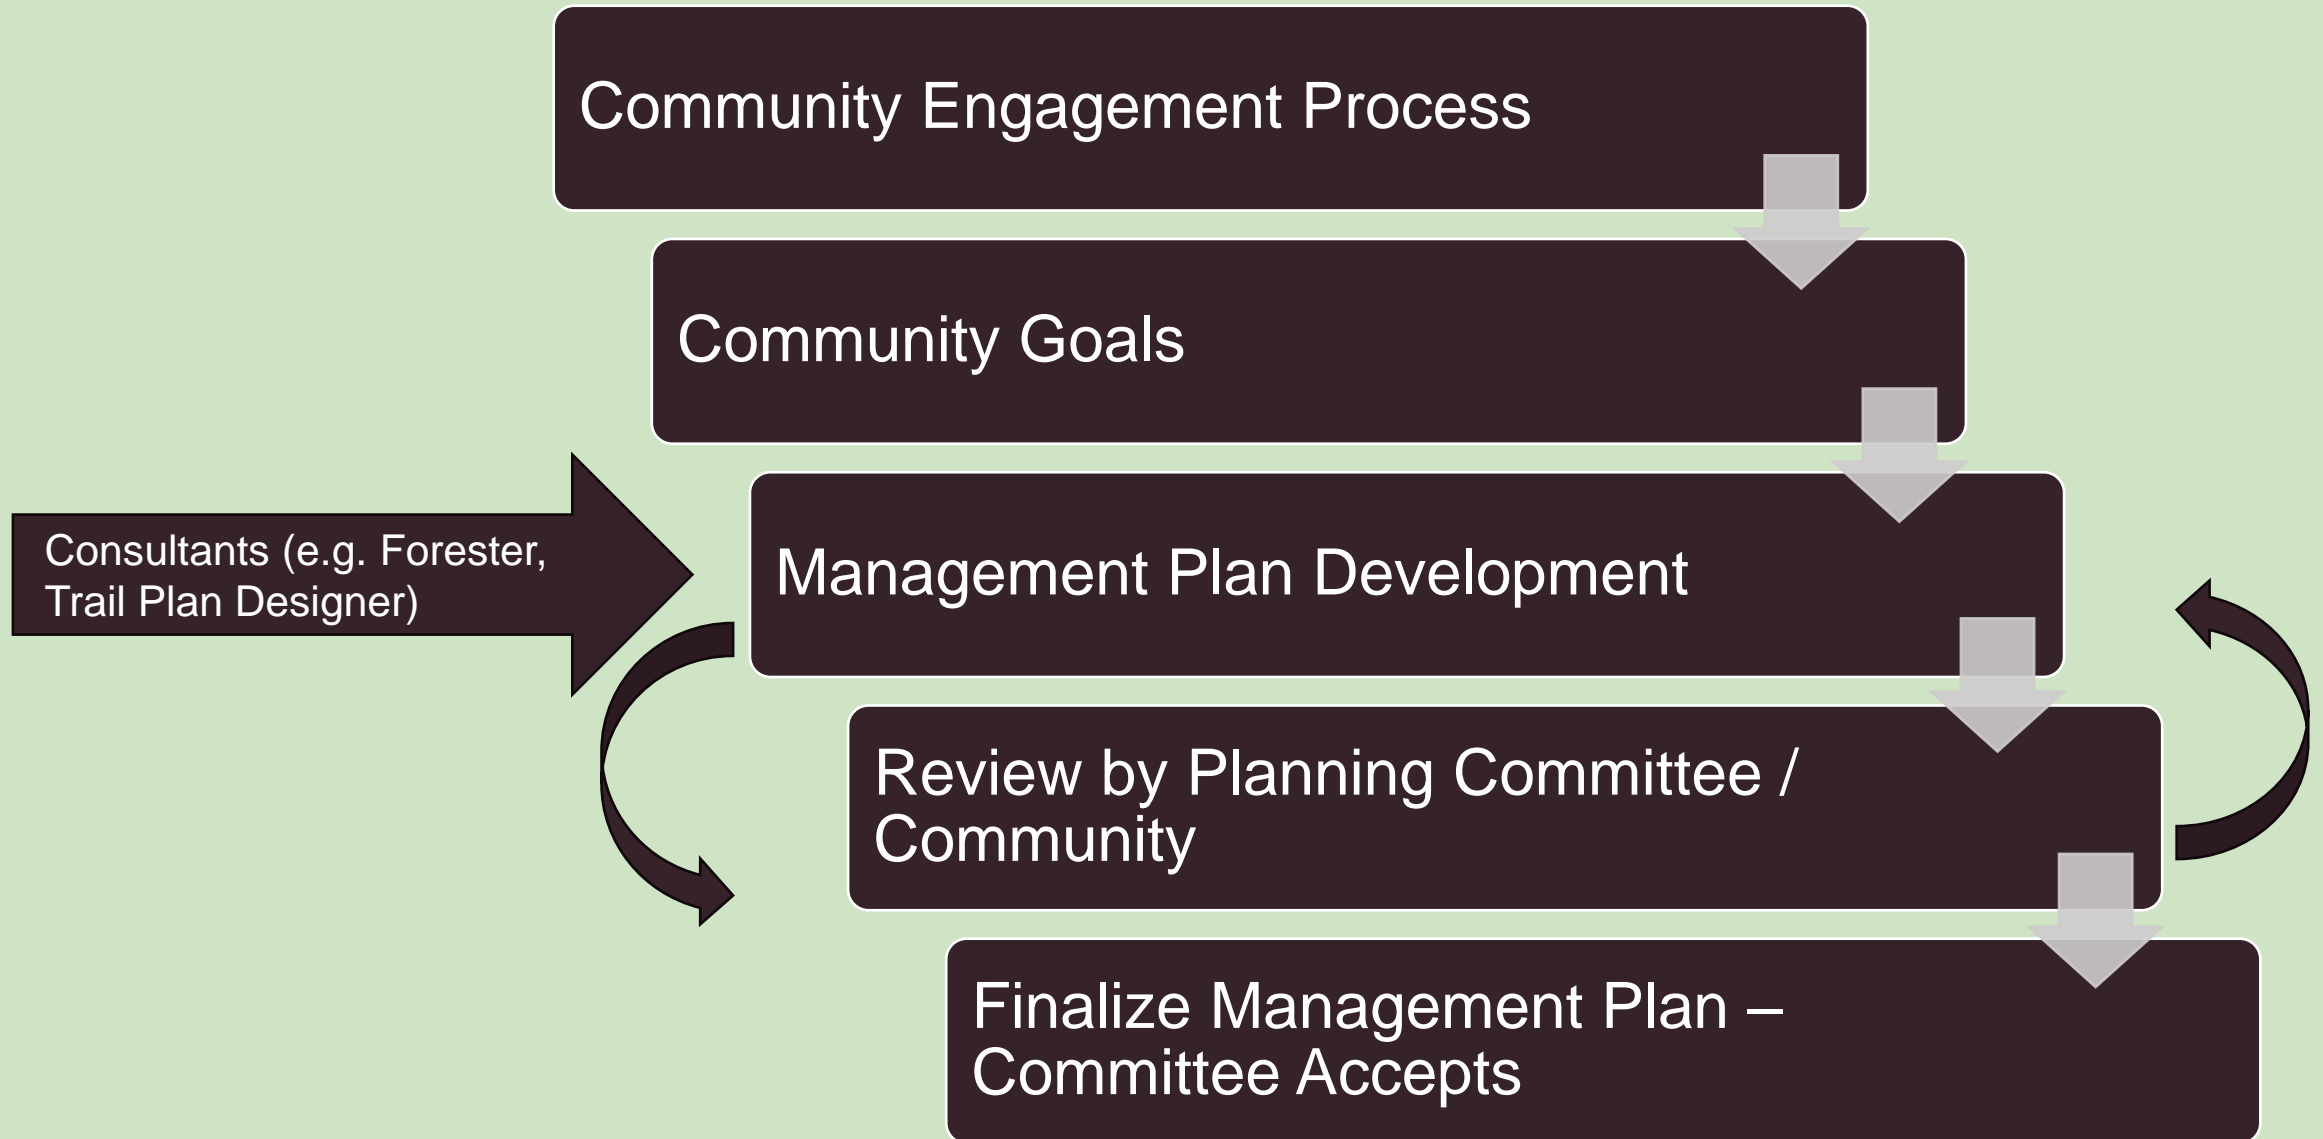 Community Engagement Process
Community Goals
Consultants (e.g. Forester,
Trail Plan Designer)
Management Plan Development
Review by Planning Committee /
Community
Finalize Management Plan –
Committee Accepts